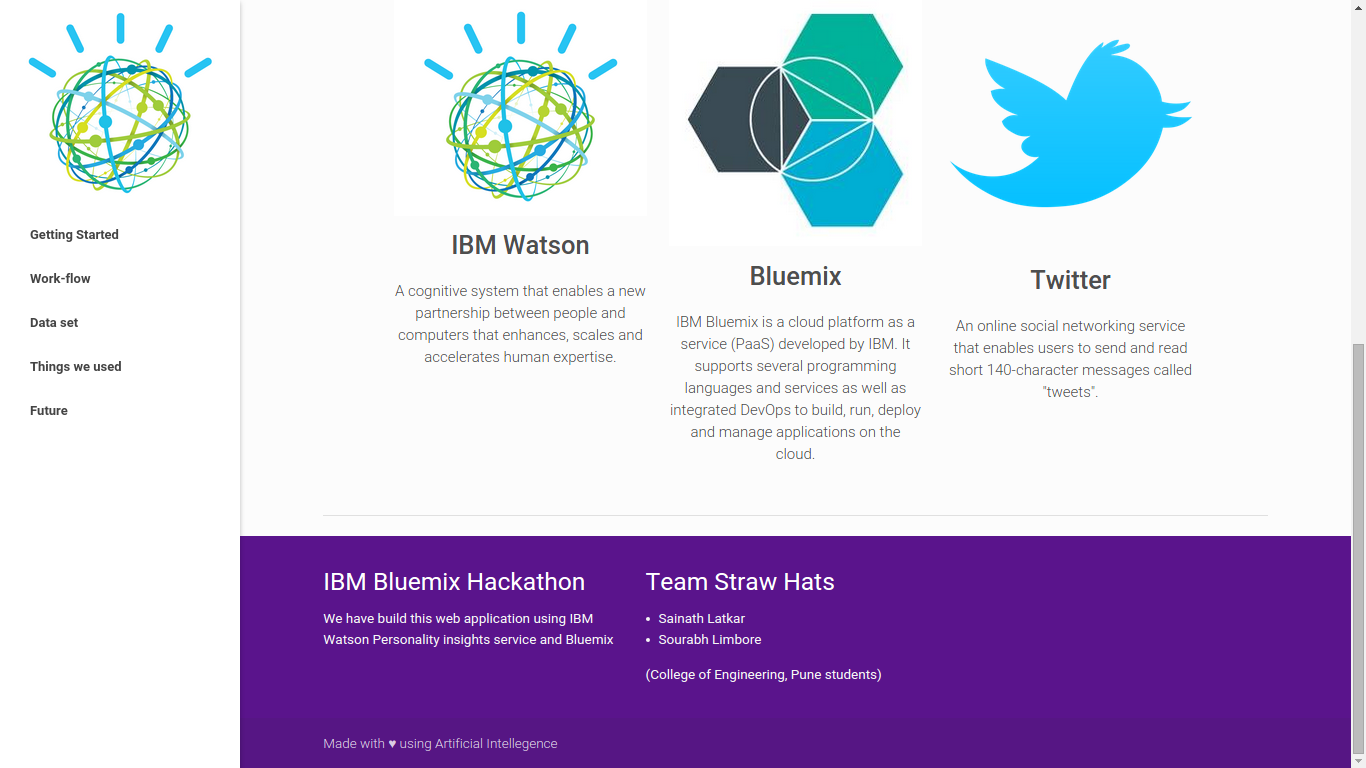 Getting Started
Work-flow
Data set
Things we used
Future
IBM Watson
A cognitive system that enables a new
partnership between people and
computers that enhances, scales and
accelerates human expertise.
Bluemix
IBM Bluemix is a cloud platform as a
service (PaaS) developed by IBM. It
supports several programming
languages and services as well as
integrated DevOps to build, run, deploy
and manage applications on the
cloud.
Twitter
An online social networking service
that enables users to send and read
short 140-character messages called
"tweets".
IBM Bluemix Hackathon
We have build this web application using IBM
Watson Personality insights service and Bluemix
Team Straw Hats
• Sainath Latkar
• Sourabh Limbore
(College of Engineering, Pune students)
Made with ♥ using Artificial Intellegence